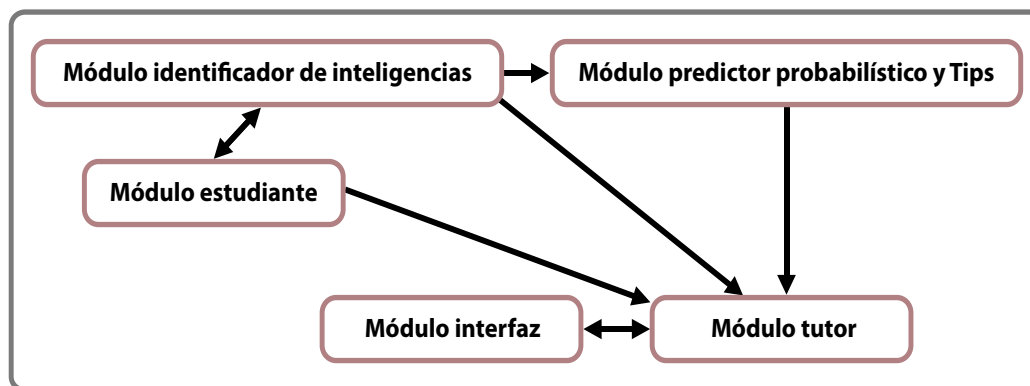 Módulo identificador de inteligencias
Módulo predictor probabilístico y Tips
Módulo estudiante
Módulo interfaz
Módulo tutor